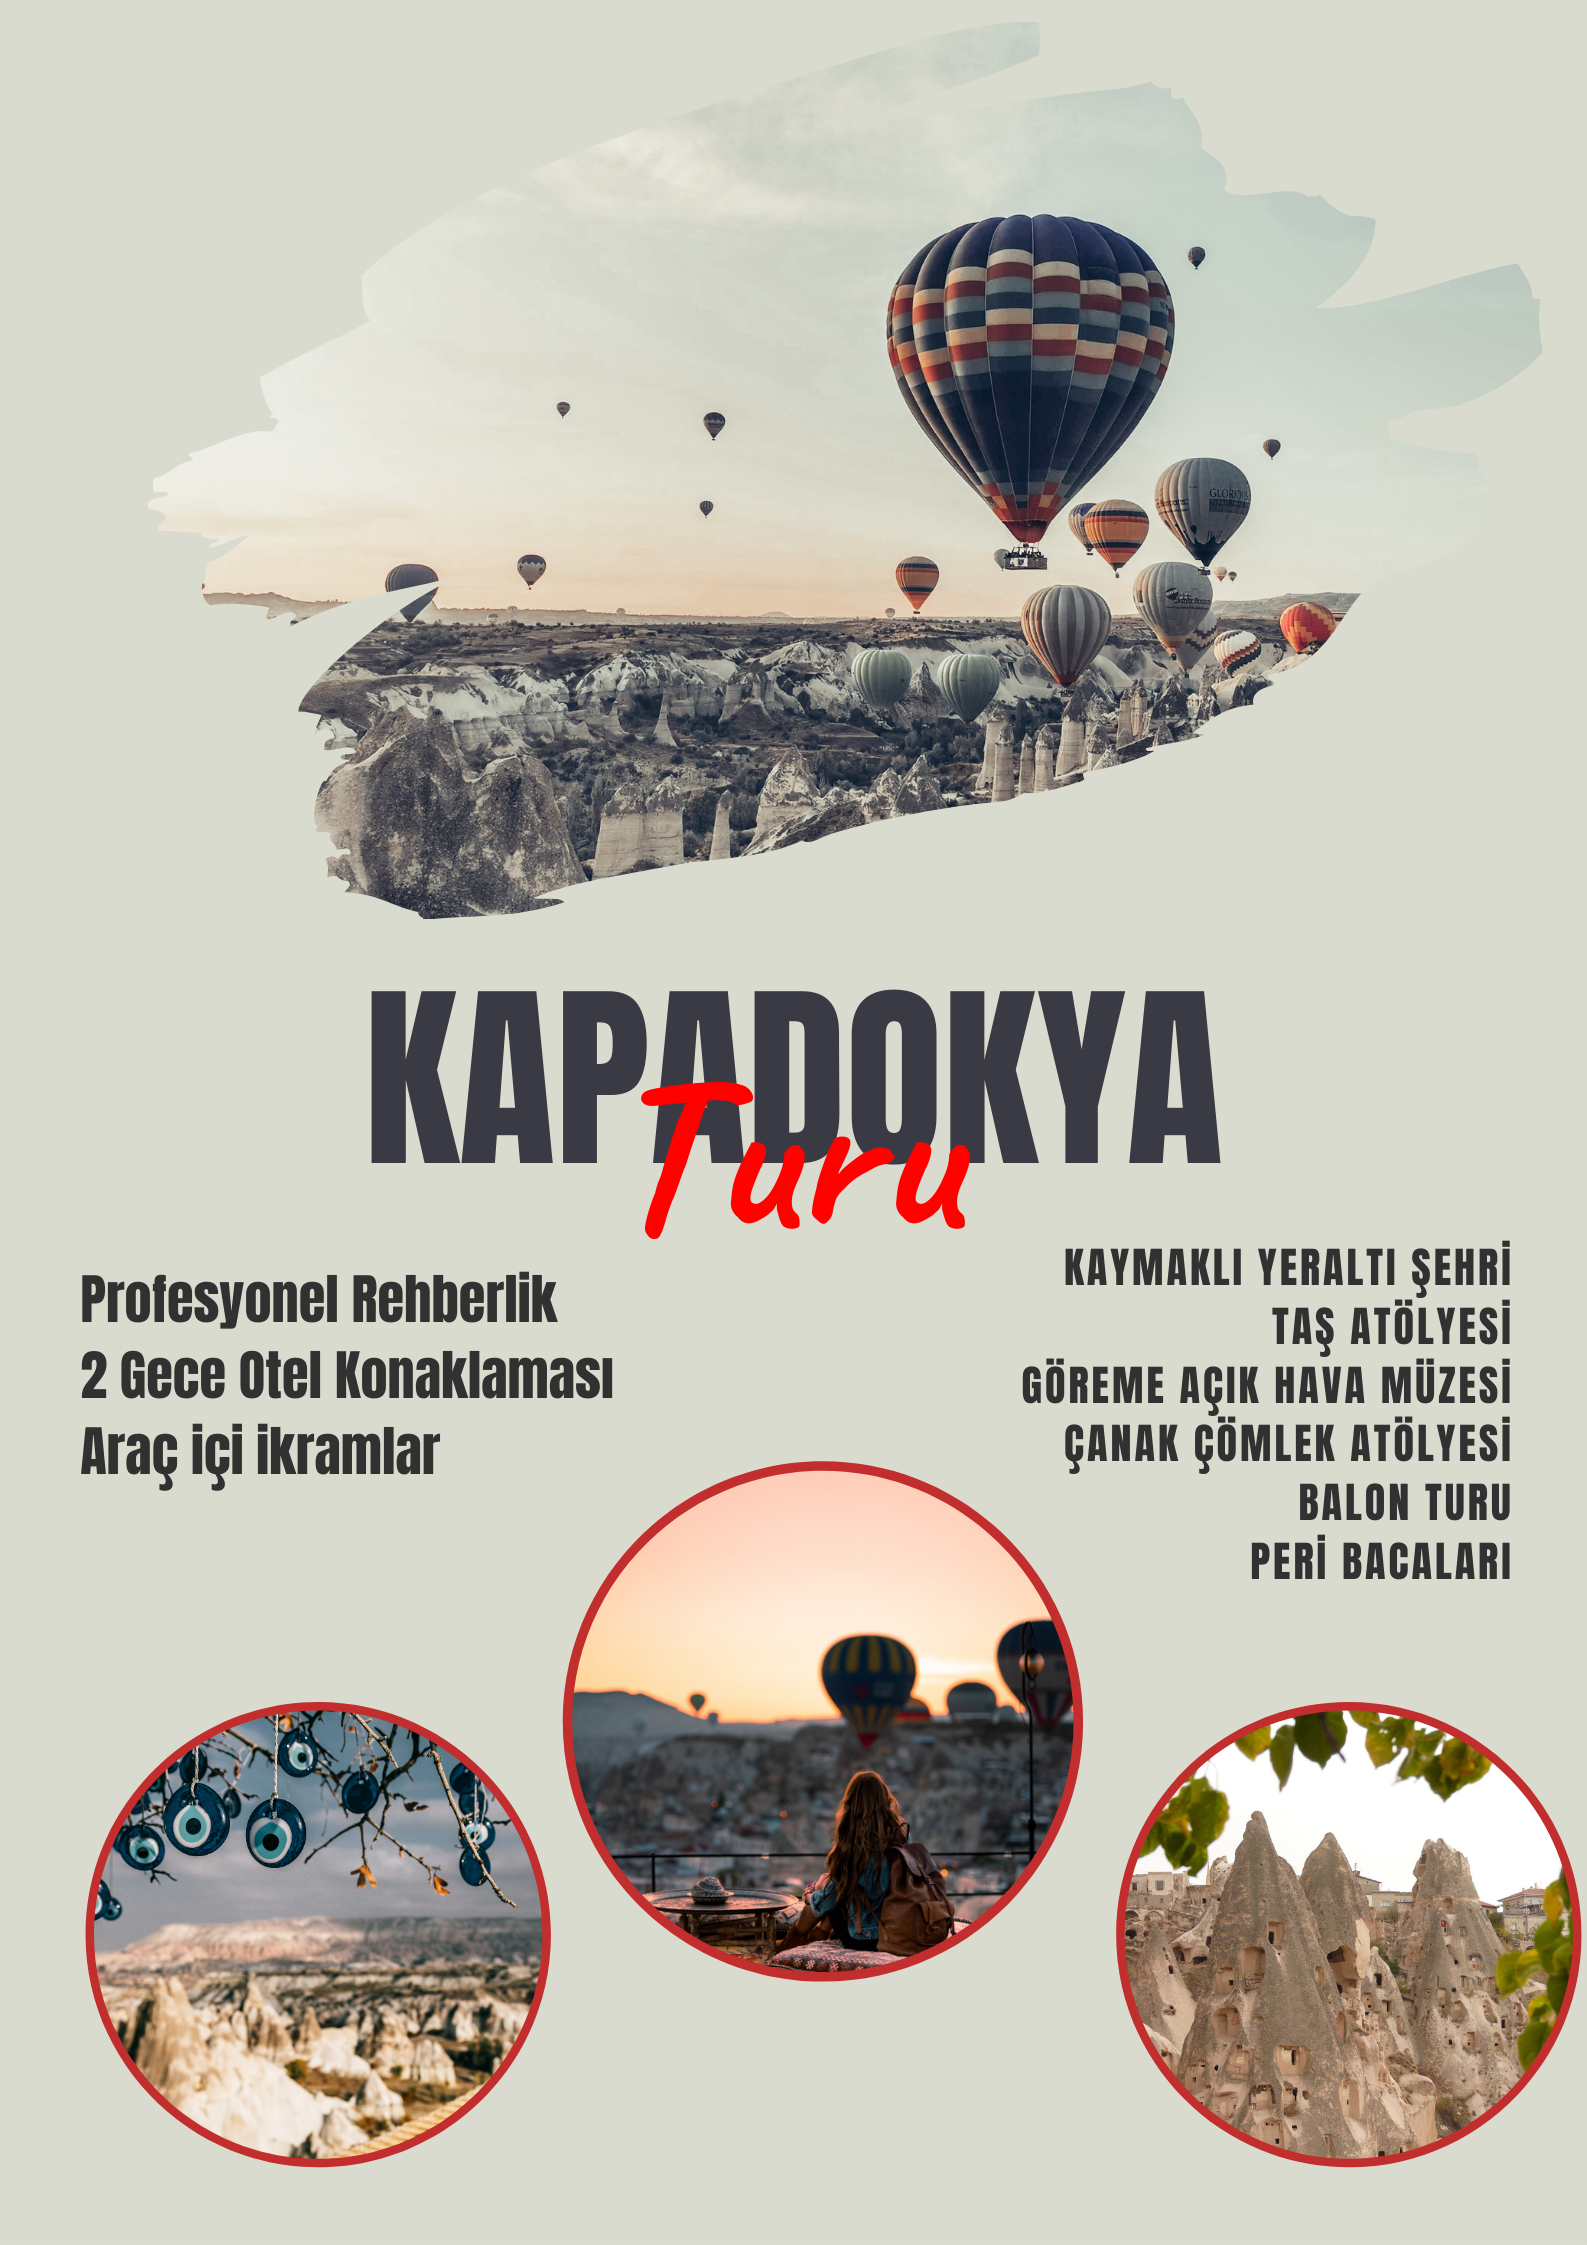 GLORIOUS
KAPADOKYA
Turu
Profesyonel Rehberlik
2 Gece Otel Konaklaması
Araç içi ikramlar
KAYMAKLI YERALTI ŞEHRİ
TAŞ ATÖLYESİ
GÖREME AÇIK HAVA MÜZESİ
ÇANAK ÇÖMLEK ATÖLYESİ
BALON TURU
PERİ BACALARI